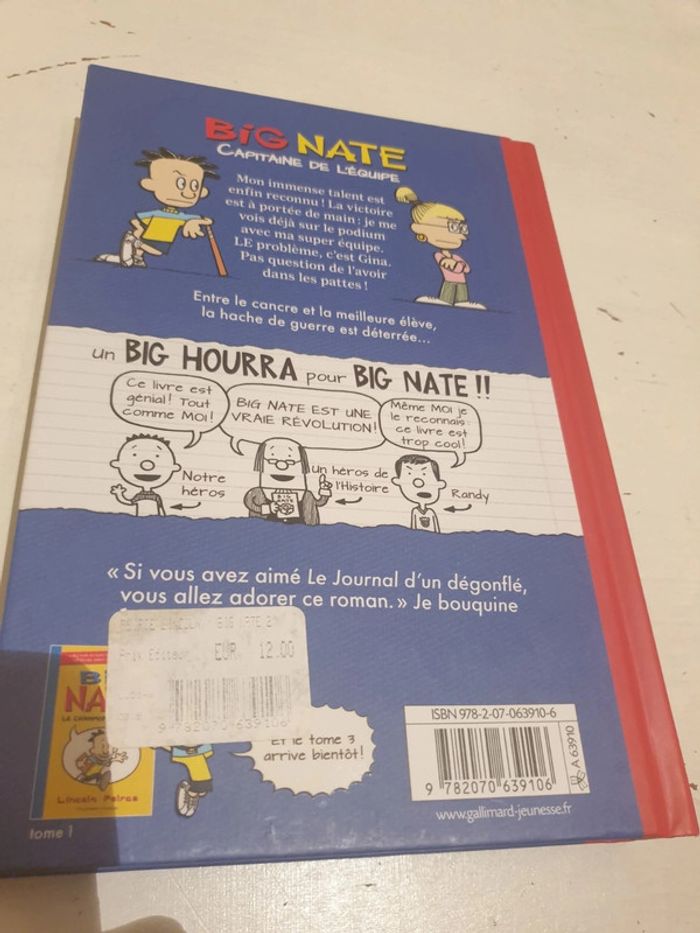 BIG NATE
CAPITAINE DE L'ÉQUIPE
Mon immense talent est
enfin reconnu ! La victoire
est à portée de main : je me
vois déjà sur le podium
avec ma super équipe.
LE problème, c'est Gina.
Pas question de l'avoir
dans les pattes !
Entre le cancre et la meilleure élève,
la hache de guerre est déterrée...
un BIG HOURRA pour BIG NATE !!
Ce livre est
génial ! Tout
comme MOI !
BIG NATE EST UNE
VRAIE RÉVOLUTION !
Même MOI je
le reconnais :
ce livre est
trop cool !
Notre
héros
BIG
NATE
un héros de
l'Histoire
Randy
« Si vous avez aimé Le Journal d'un dégonflé,
vous allez adorer ce roman. » Je bouquine
Prix Editeur EUR 12.00
9-782070-639106
NA
Lincoln Peirce
tome 1
Et le tome 3
arrive bientôt !
ISBN 978-2-07-063910-6
A 63910
9 782070 639106
www.gallimard-jeunesse.fr